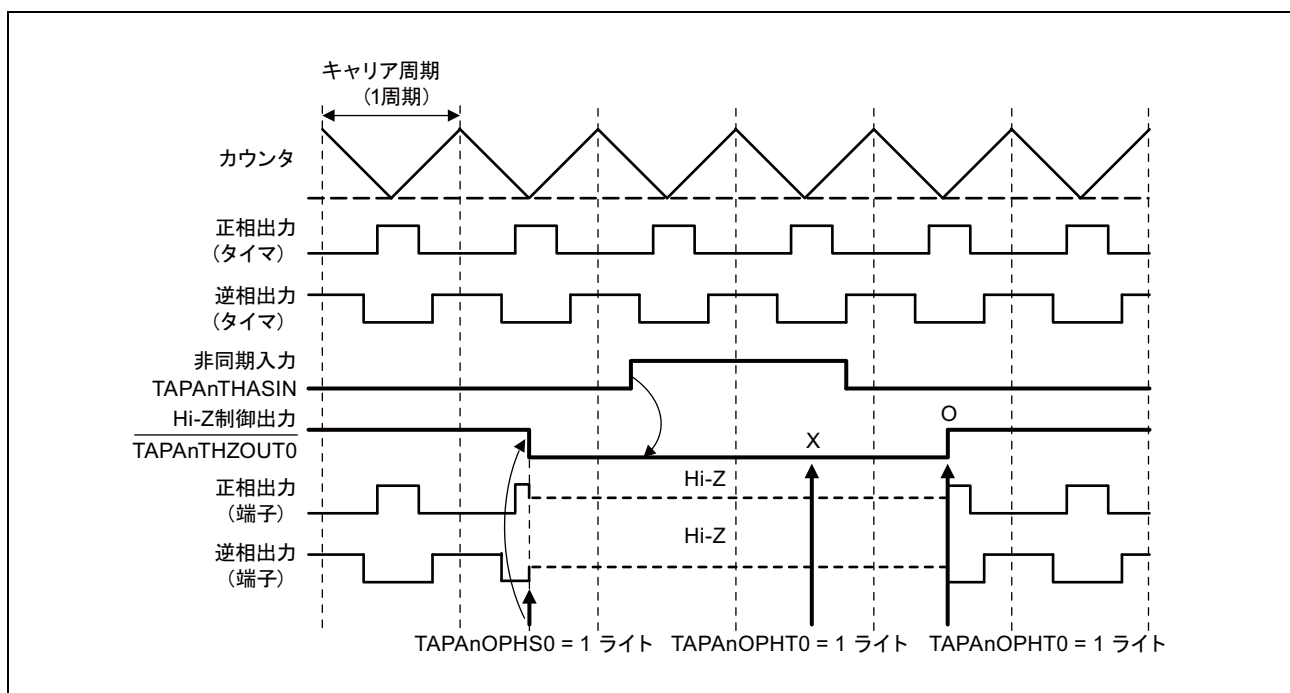 キャリア周期
（1周期）
カウンタ
正相出力
（タイマ）
逆相出力
（タイマ）
非同期入力
TAPAnTHASIN
Hi-Z制御出力
TAPAnTHZOUT0
X
O
正相出力
（端子）
Hi-Z
逆相出力
（端子）
Hi-Z
TAPAnOPHS0 = 1 ライト
TAPAnOPHT0 = 1 ライト
TAPAnOPHT0 = 1 ライト